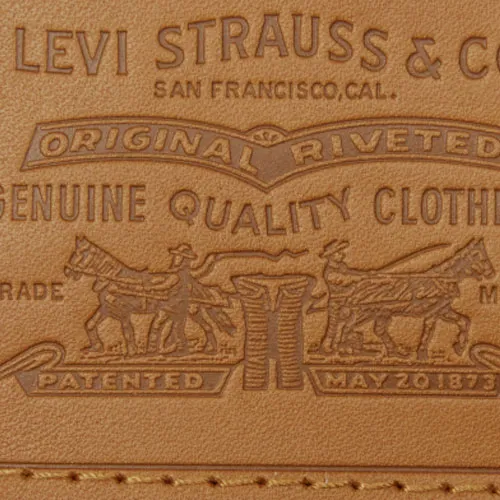 LEVI STRAUSS & CO
SAN FRANCISCO, CAL.
ORIGINAL RIVETED
GENUINE QUALITY CLOTHI
RADE M
PATENTED MAY 20 1873